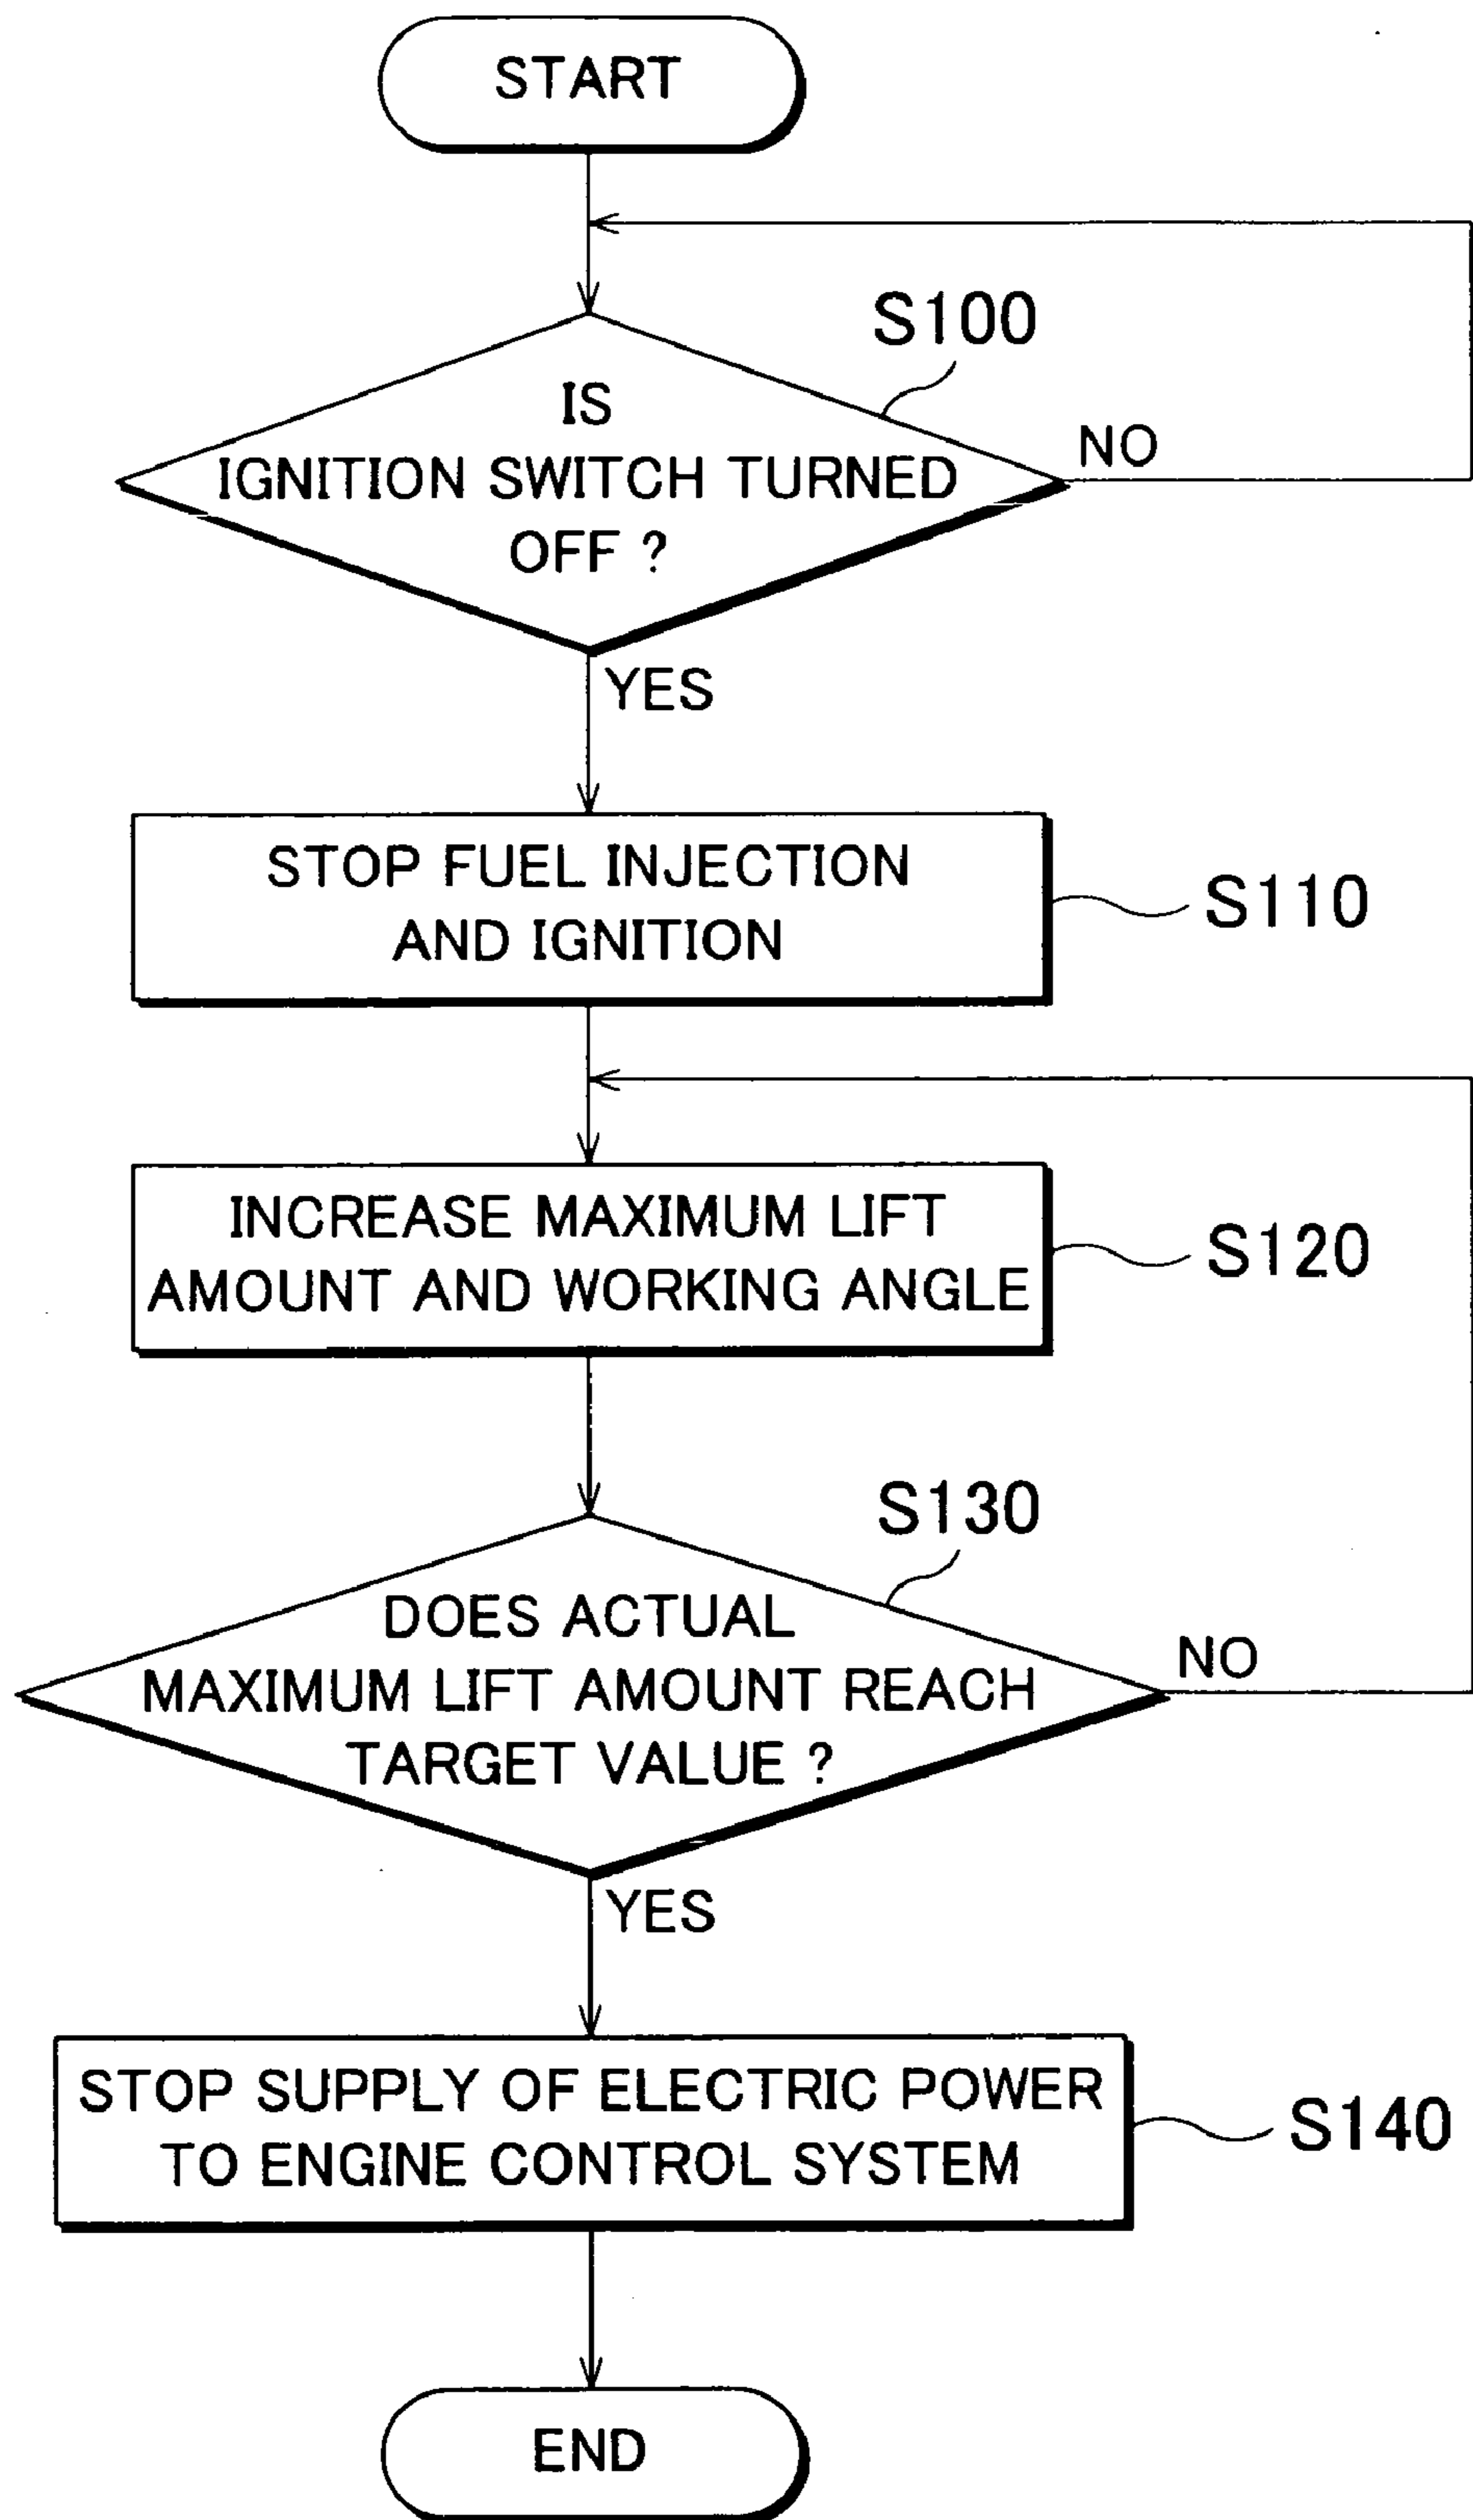 START
S100
IS
IGNITION SWITCH TURNED
OFF ?
NO
YES
STOP FUEL INJECTION
AND IGNITION
S110
INCREASE MAXIMUM LIFT
AMOUNT AND WORKING ANGLE
S120
S130
DOES ACTUAL
MAXIMUM LIFT AMOUNT REACH
TARGET VALUE ?
NO
YES
STOP SUPPLY OF ELECTRIC POWER
TO ENGINE CONTROL SYSTEM
S140
END